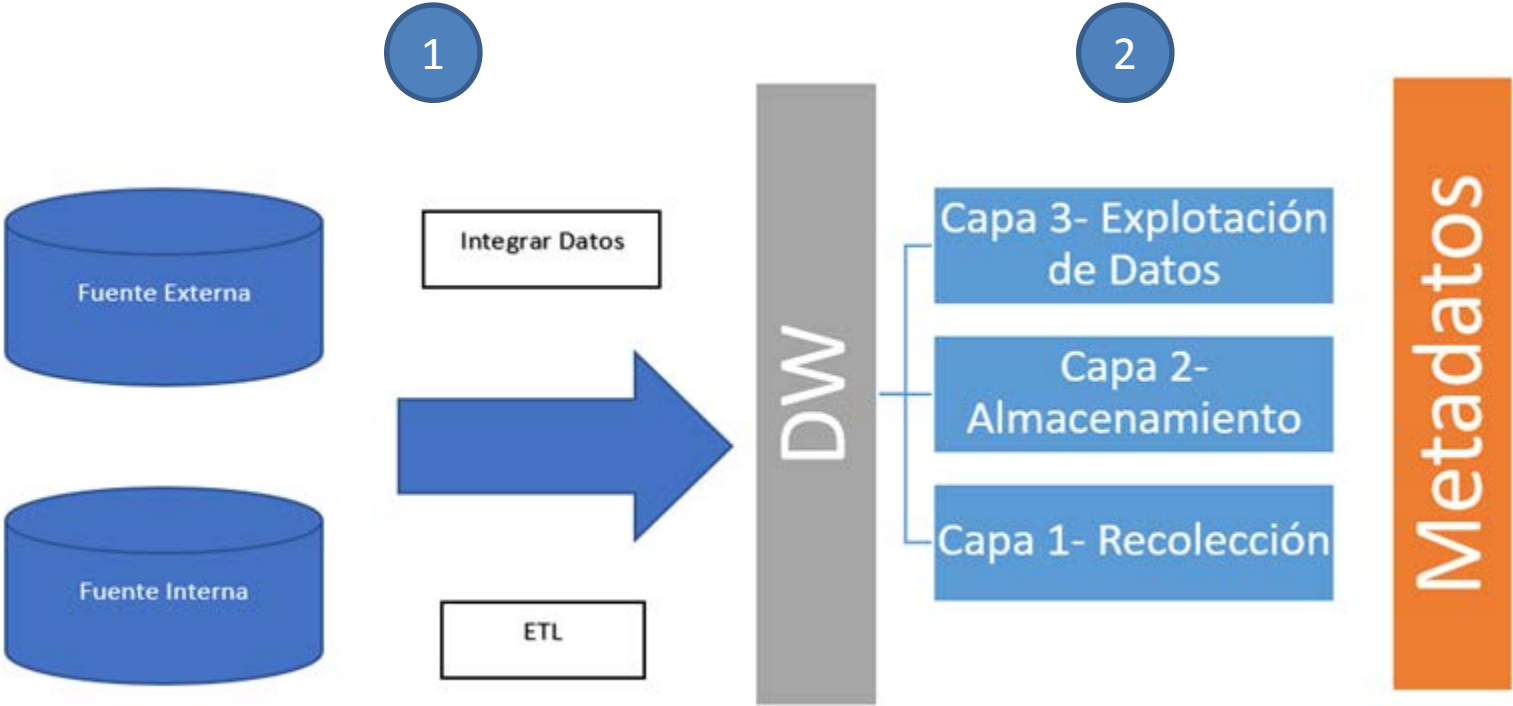 1
2
Fuente Externa
Integrar Datos
Fuente Interna
ETL
DW
Capa 3- Explotación
de Datos
Capa 2-
Almacenamiento
Capa 1- Recolección
Metadatos